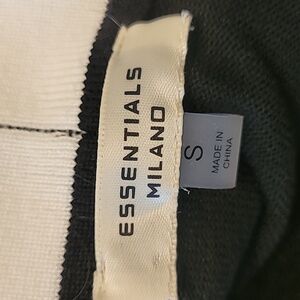 ESSENTIALS
MILANO
S
MADE IN
CHINA